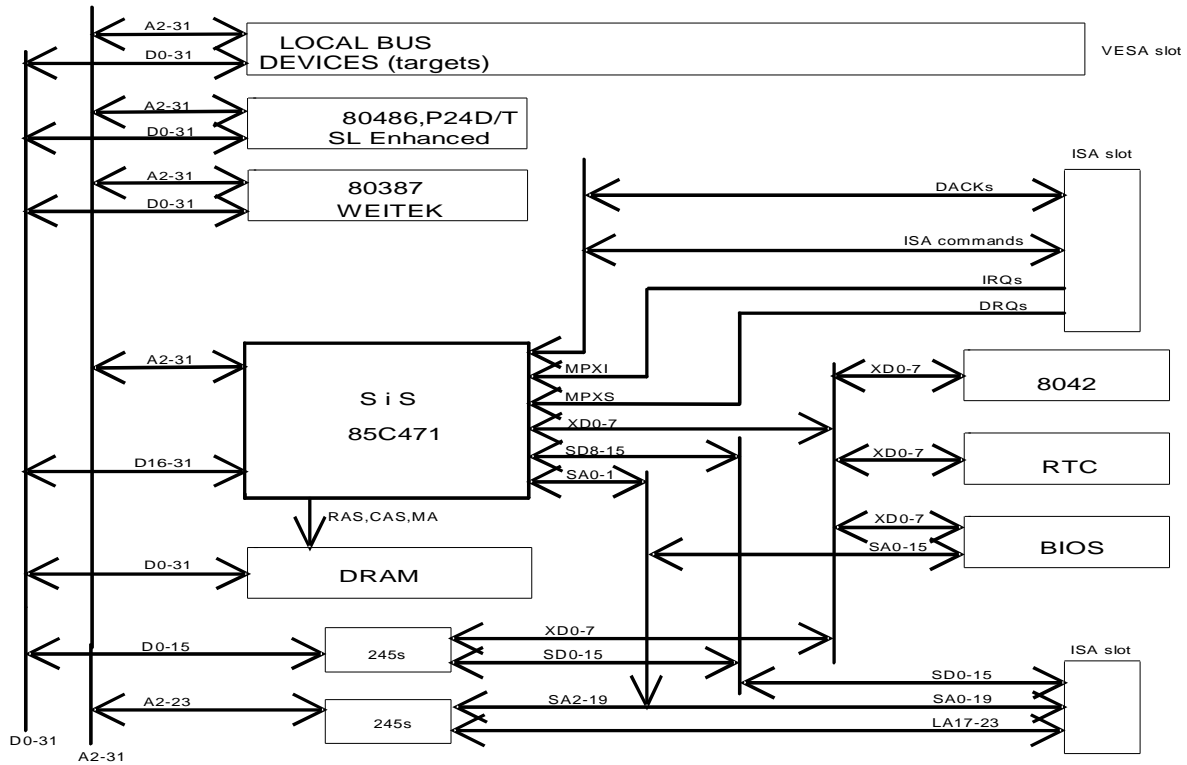 A2-31
LOCAL BUS
DEVICES (targets)
D0-31
VESA slot
A2-31
80486,P24D/T
SL Enhanced
D0-31
ISA slot
A2-31
80387
WEITEK
D0-31
DACKs
ISA commands
IRQs
DRQs
A2-31
SiS
85C471
MPXI
MPXS
XD0-7
SD8-15
SA0-1
XD0-7
8042
D16-31
XD0-7
RTC
RAS,CAS,MA
XD0-7
SA0-15
BIOS
D0-31
DRAM
D0-15
245s
XD0-7
SD0-15
ISA slot
SD0-15
A2-23
245s
SA2-19
SA0-19
LA17-23
D0-31
A2-31